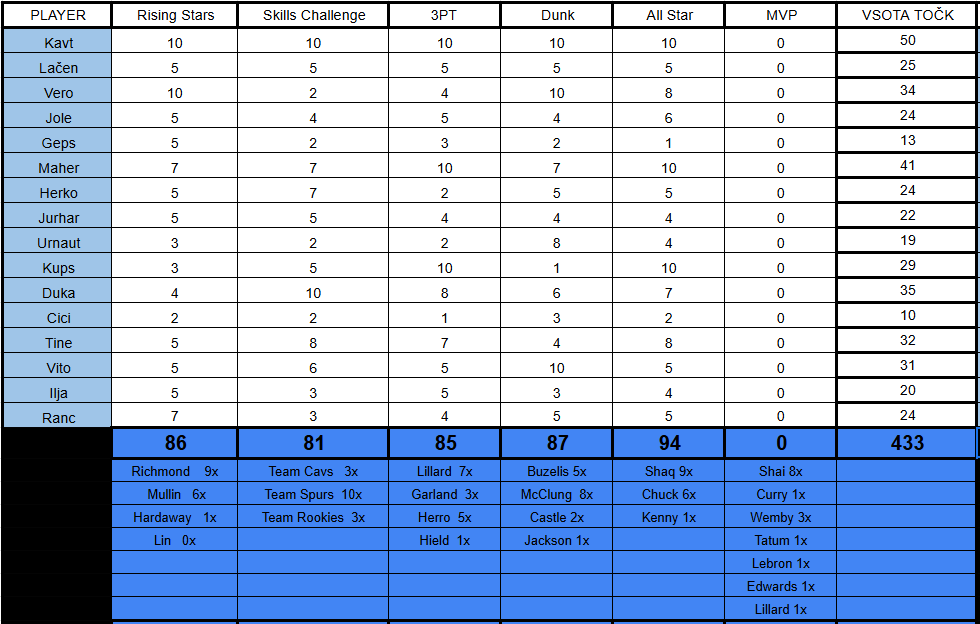 PLAYER Rising Stars Skills Challenge 3PT Dunk All Star MVP VSOTA TOČK
Kavt 10 10 10 10 10 0 50
Lačen 5 5 5 5 5 0 25
Vero 10 2 4 10 8 0 34
Jole 5 4 5 4 6 0 24
Geps 5 2 3 2 1 0 13
Maher 7 7 10 7 10 0 41
Herko 5 7 2 5 5 0 24
Jurhar 5 5 4 4 4 0 22
Urnaut 3 2 2 8 4 0 19
Kups 3 5 10 1 10 0 29
Duka 4 10 8 6 7 0 35
Cici 2 2 1 3 2 0 10
Tine 5 8 7 4 8 0 32
Vito 5 6 5 10 5 0 31
Ilja 5 3 5 3 4 0 20
Ranc 7 3 4 5 5 0 24
86 81 85 87 94 0 433
Richmond 9x Team Cavs 3x Lillard 7x Buzelis 5x Shaq 9x Shai 8x
Mullin 6x Team Spurs 10x Garland 3x McClung 8x Chuck 6x Curry 1x
Hardaway 1x Team Rookies 3x Herro 5x Castle 2x Kenny 1x Wemby 3x
Lin 0x Hield 1x Jackson 1x Tatum 1x
Lebron 1x
Edwards 1x
Lillard 1x